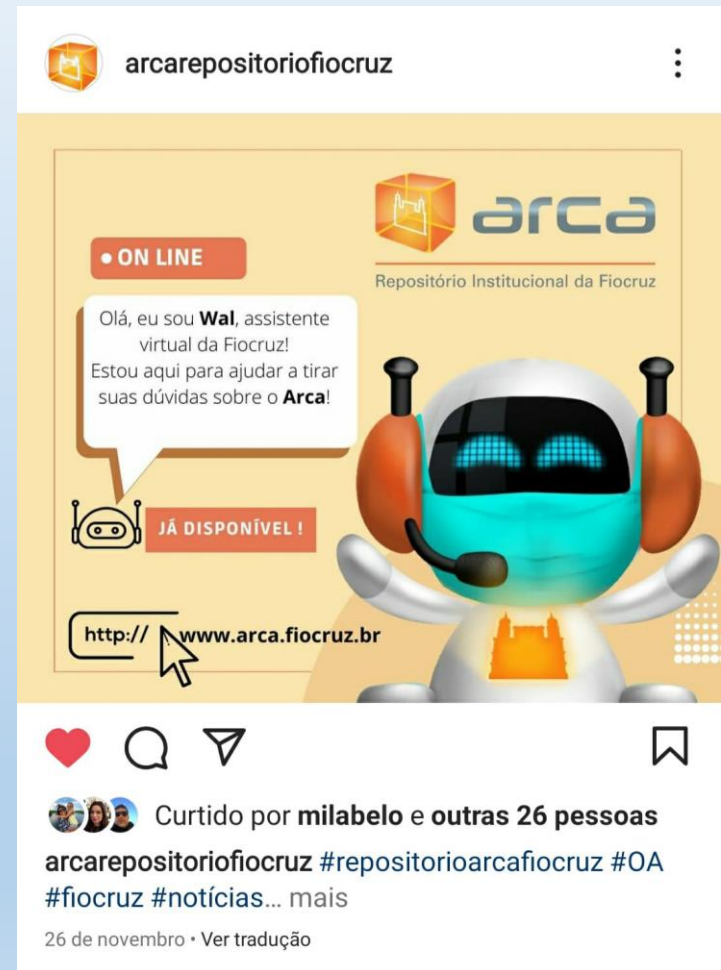 arcarepositoriofiocruz
arca
Repositório Institucional da Fiocruz
• ON LINE
Olá, eu sou Wal, assistente
virtual da Fiocruz!
Estou aqui para ajudar a tirar
suas dúvidas sobre o Arca!
JÁ DISPONÍVEL !
http:// www.arca.fiocruz.br
Curtido por milabelo e outras 26 pessoas
arcarepositoriofiocruz #repositorioarcafiocruz #OA
#fiocruz #notícias... mais
26 de novembro • Ver tradução